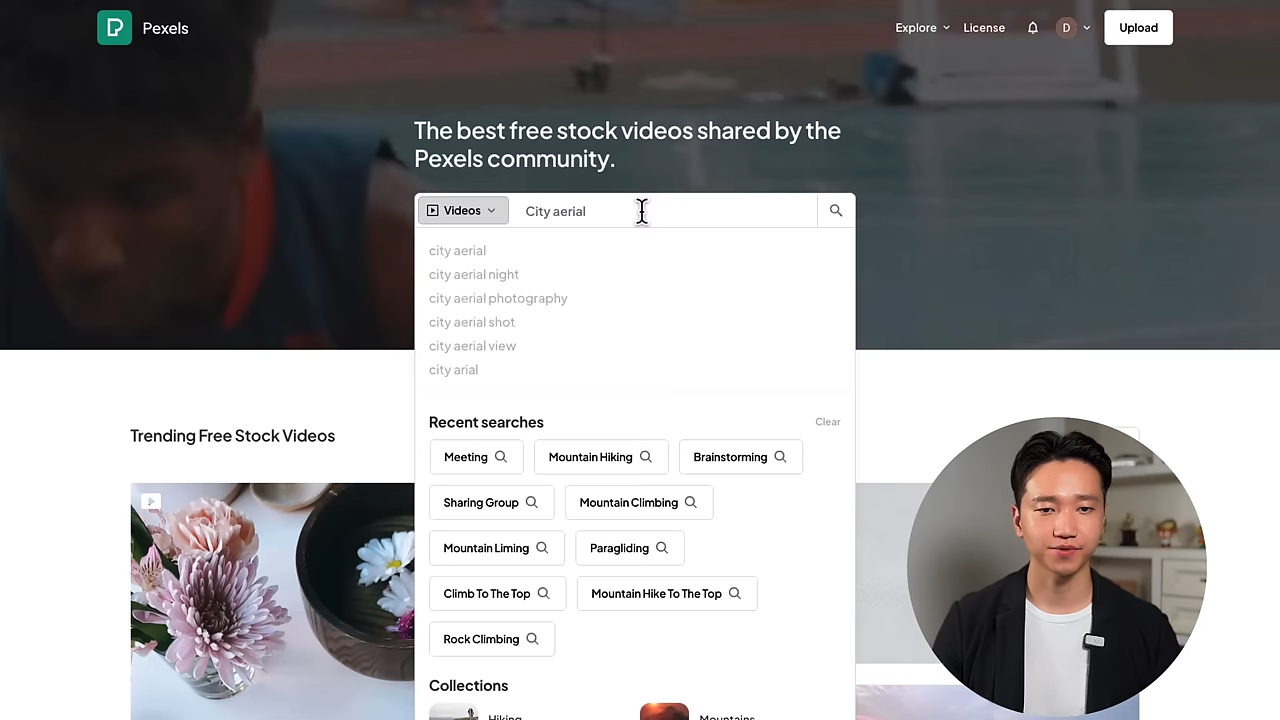 Pexels
Explore
License
D
Upload
The best free stock videos shared by the
Pexels community.
Videos
City aerial
city aerial
city aerial night
city aerial photography
city aerial shot
city aerial view
city arial
Recent searches
Clear
Meeting
Mountain Hiking
Brainstorming
Sharing Group
Mountain Climbing
Mountain Liming
Paragliding
Climb To The Top
Mountain Hike To The Top
Rock Climbing
Trending Free Stock Videos
Collections
Hiking
Mountains